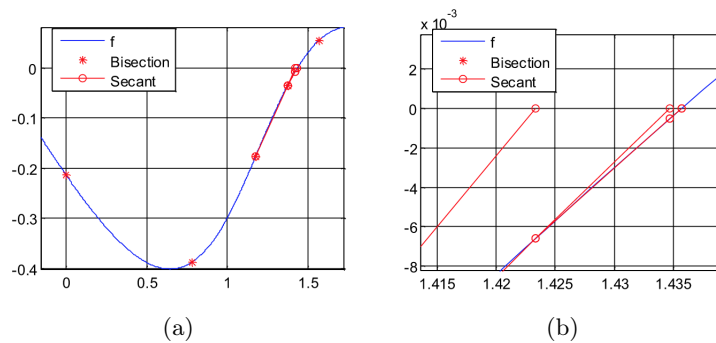 f
Bisection
Secant
0
-0.1
-0.2
-0.3
-0.4
0 0.5 1 1.5
(a)
x 10^-3
f
Bisection
Secant
2
0
-2
-4
-6
-8
1.415 1.42 1.425 1.43 1.435
(b)